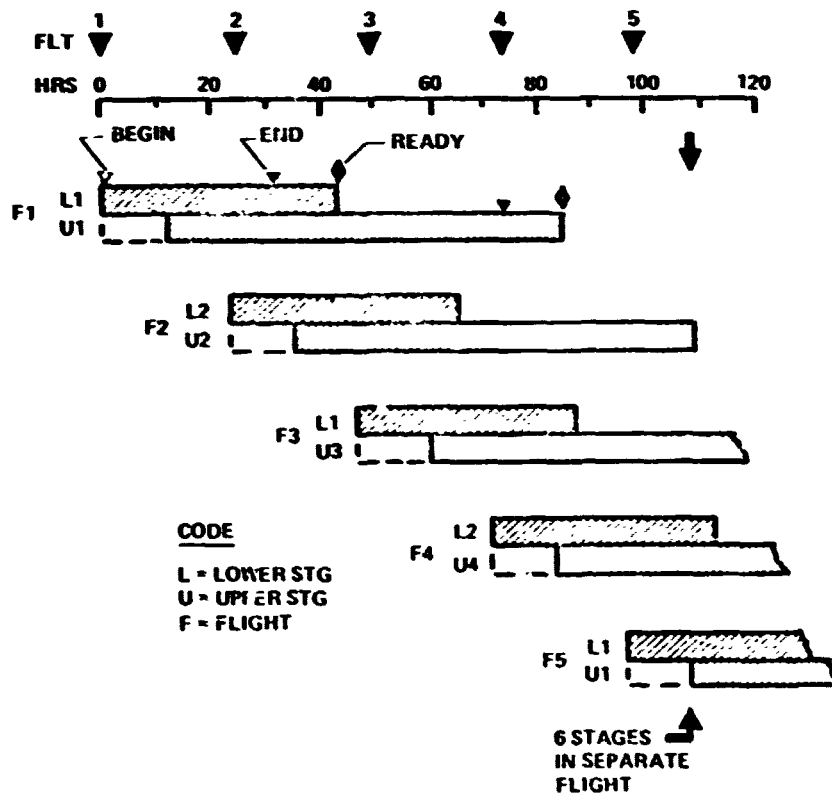 1 2 3 4 5
FLT
HRS 0 20 40 60 80 100 120
BEGIN END READY
F1 L1
U1
F2 L2
U2
F3 L1
U3
F4 L2
U4
F5 L1
U1
CODE
L = LOWER STG
U = UPPER STG
F = FLIGHT
6 STAGES
IN SEPARATE
FLIGHT